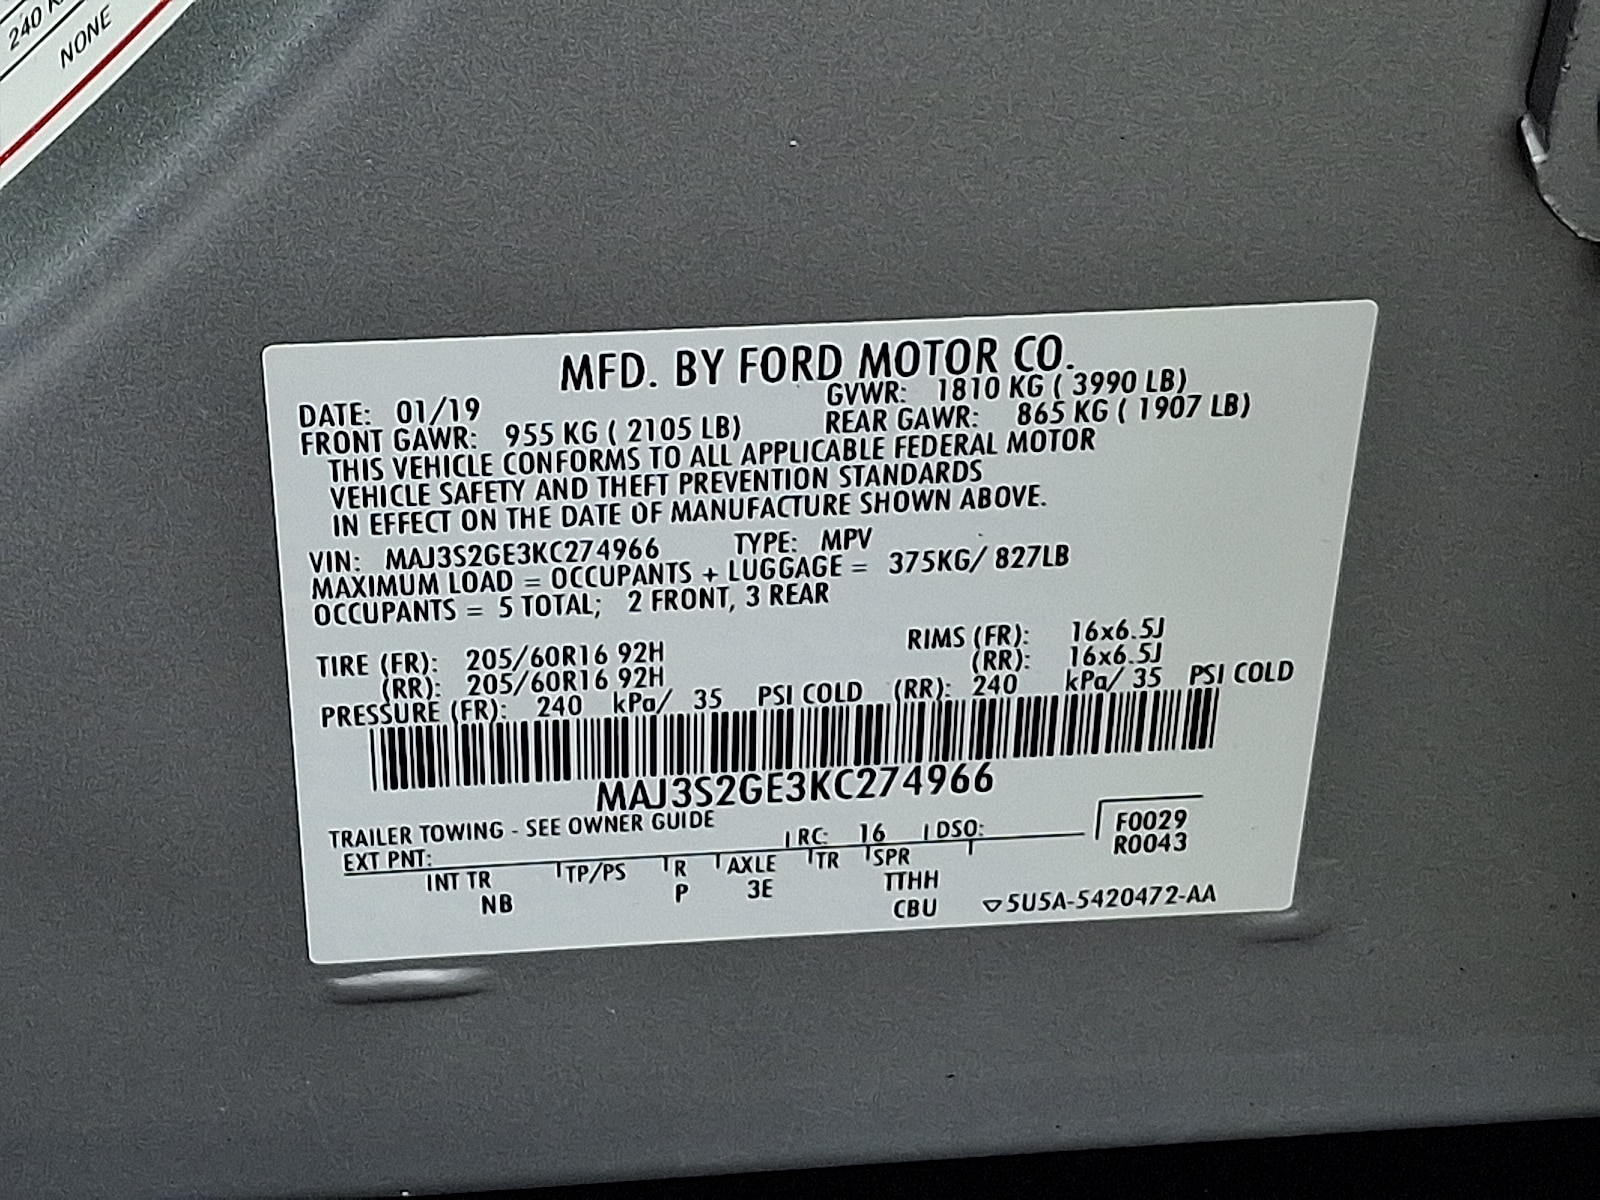 240 K
NONE
MFD. BY FORD MOTOR CO.
DATE: 01/19 GVWR: 1810 KG ( 3990 LB)
FRONT GAWR: 955 KG ( 2105 LB) REAR GAWR: 865 KG ( 1907 LB)
THIS VEHICLE CONFORMS TO ALL APPLICABLE FEDERAL MOTOR
VEHICLE SAFETY AND THEFT PREVENTION STANDARDS
IN EFFECT ON THE DATE OF MANUFACTURE SHOWN ABOVE.
VIN: MAJ3S2GE3KC274966 TYPE: MPV
MAXIMUM LOAD = OCCUPANTS + LUGGAGE = 375KG/ 827LB
OCCUPANTS = 5 TOTAL; 2 FRONT, 3 REAR
TIRE (FR): 205/60R16 92H RIMS (FR): 16x6.5J
(RR): 205/60R16 92H (RR): 16x6.5J
PRESSURE (FR): 240 kPa/ 35 PSI COLD (RR): 240 kPa/ 35 PSI COLD
MAJ3S2GE3KC274966
TRAILER TOWING - SEE OWNER GUIDE
EXT PNT: RC: 16 DSO: F0029
R0043
INT TR TP/PS R AXLE TR SPR
NB P 3E TTHH
CBU ▽5U5A-5420472-AA